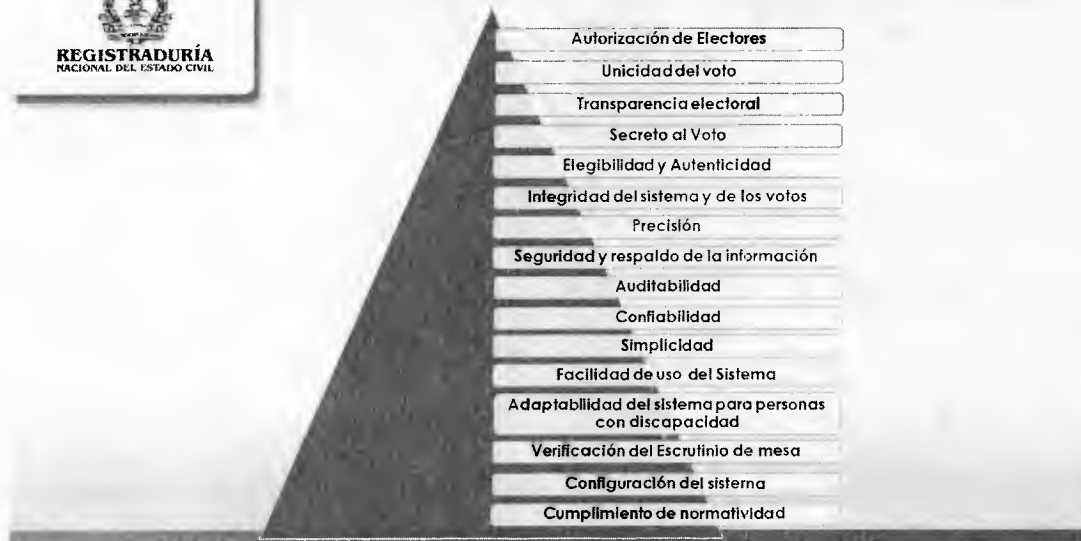 REGISTRADURÍA
NACIONAL DEL ESTADO CIVIL
Autorización de Electores
Unicidad del voto
Transparencia electoral
Secreto al Voto
Elegibilidad y Autenticidad
Integridad del sistema y de los votos
Precisión
Seguridad y respaldo de la información
Auditabilidad
Confiabilidad
Simplicidad
Facilidad de uso del Sistema
Adaptabilidad del sistema para personas
con discapacidad
Verificación del Escrutinio de mesa
Configuración del sistema
Cumplimiento de normatividad